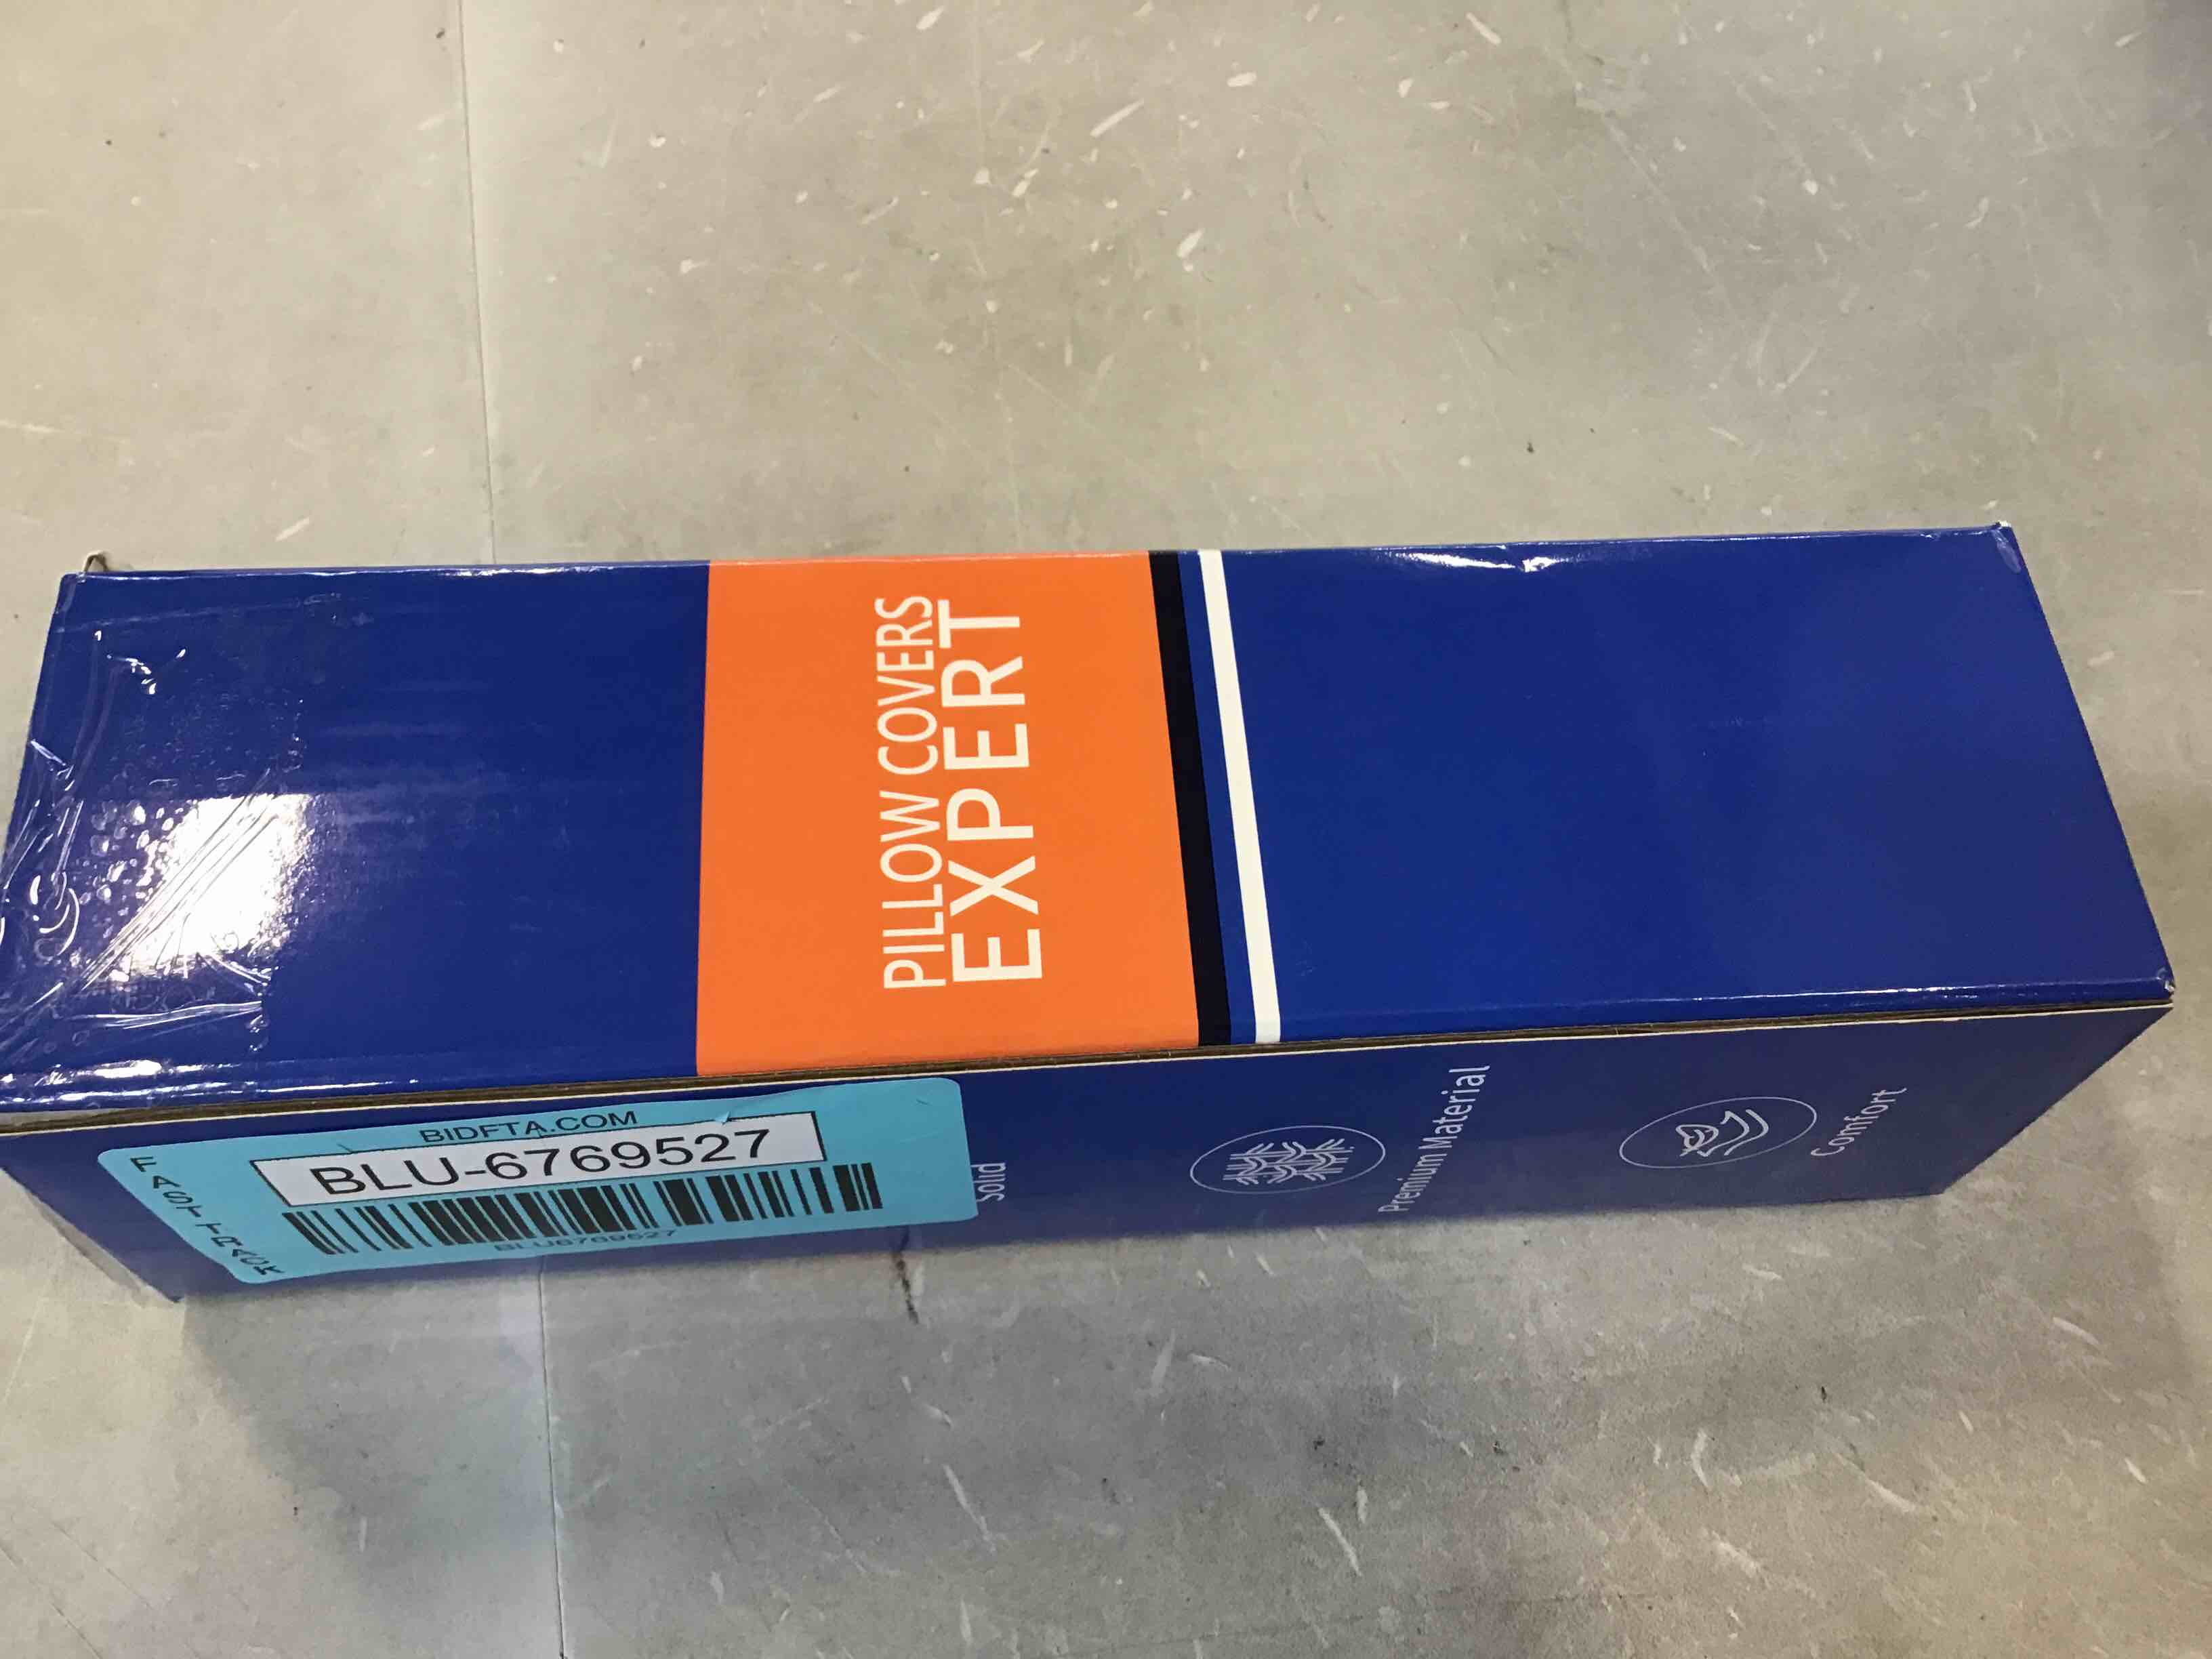 PILLOW COVERS
EXPERT
BIDFTA.COM
BLU-6769527
BLU6769527
FAST TRACK
Solid
Premium Material
Comfort